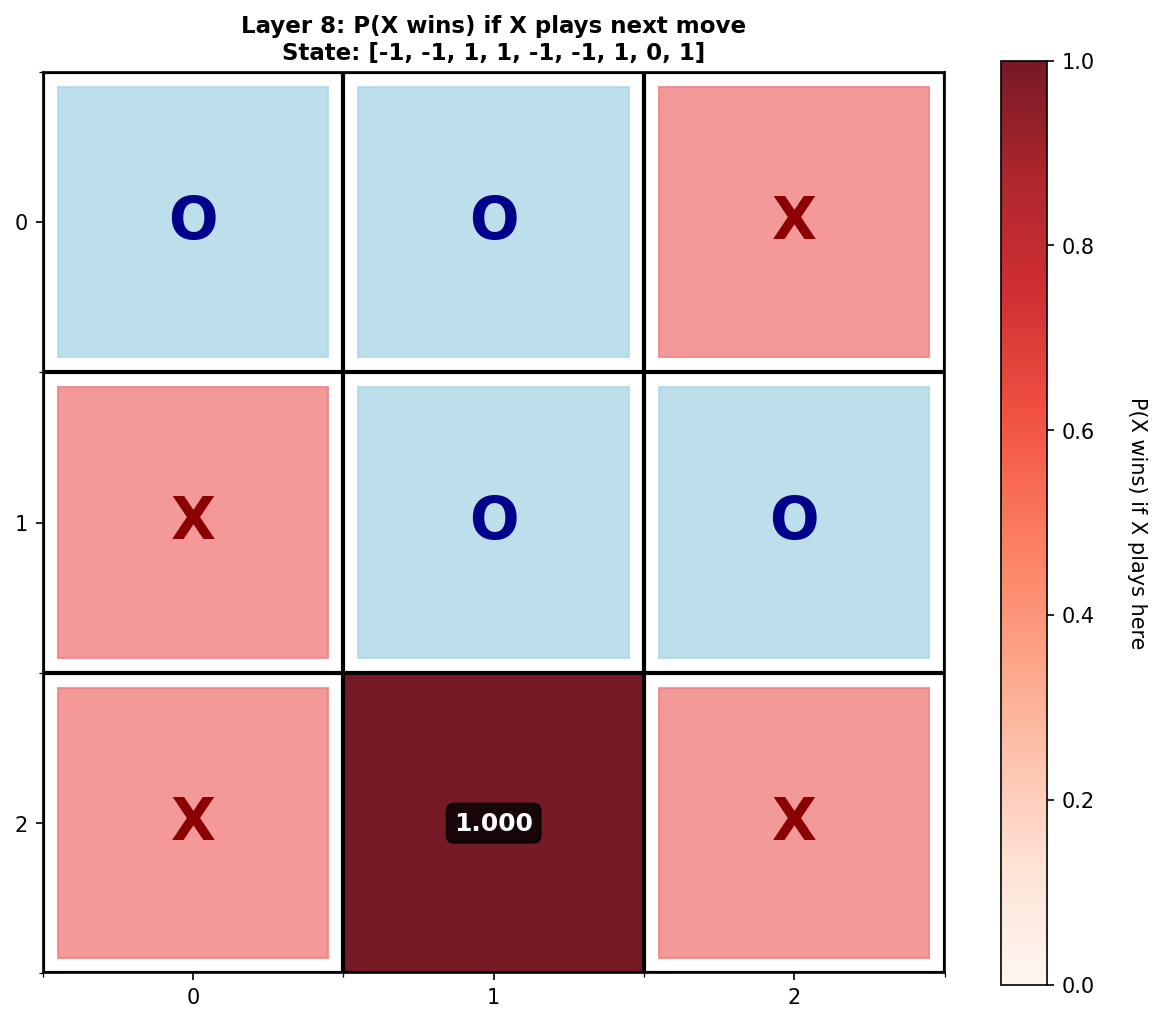 Layer 8: P(X wins) if X plays next move
State: [-1, -1, 1, 1, -1, -1, 1, 0, 1]
1.0
0 O O X
0.8
0.6
1 X O O
P(X wins) if X plays here
0.4
2 X 1.000 X
0.2
0.0
0 1 2